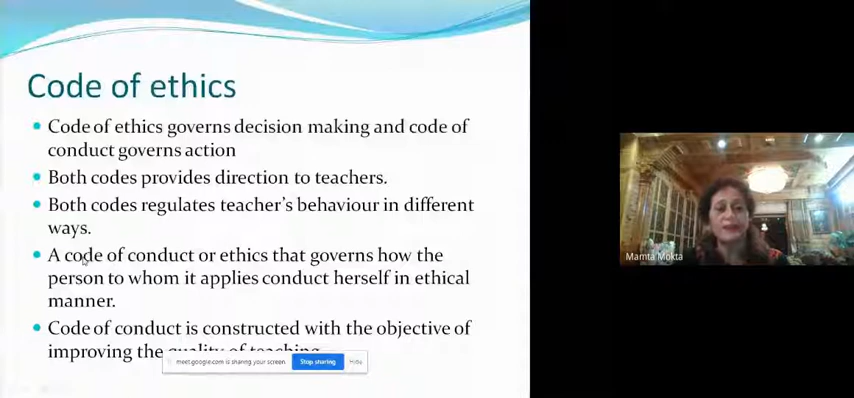 Code of ethics
Code of ethics governs decision making and code of
conduct governs action
Both codes provides direction to teachers.
Both codes regulates teacher's behaviour in different
ways.
A code of conduct or ethics that governs how the
person to whom it applies conduct herself in ethical
manner.
Code of conduct is constructed with the objective of
improving the quality of teaching
meet.google.com is sharing your screen. Stop sharing Hide
Mamta Mokta